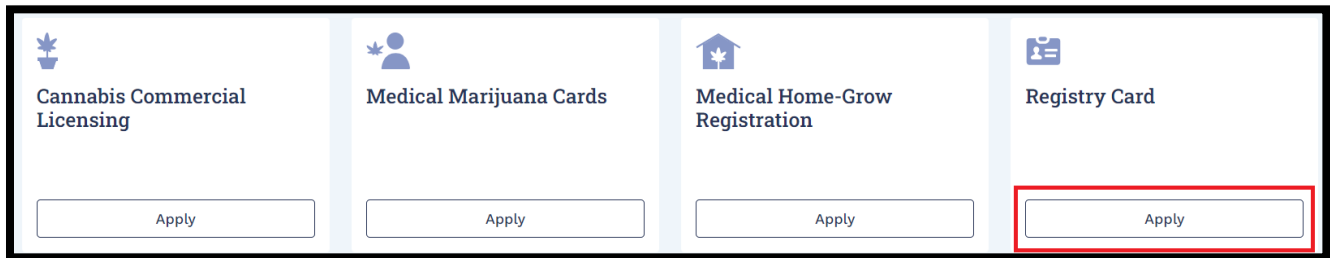 Cannabis Commercial
Licensing
Apply
Medical Marijuana Cards
Apply
Medical Home-Grow
Registration
Apply
Registry Card
Apply